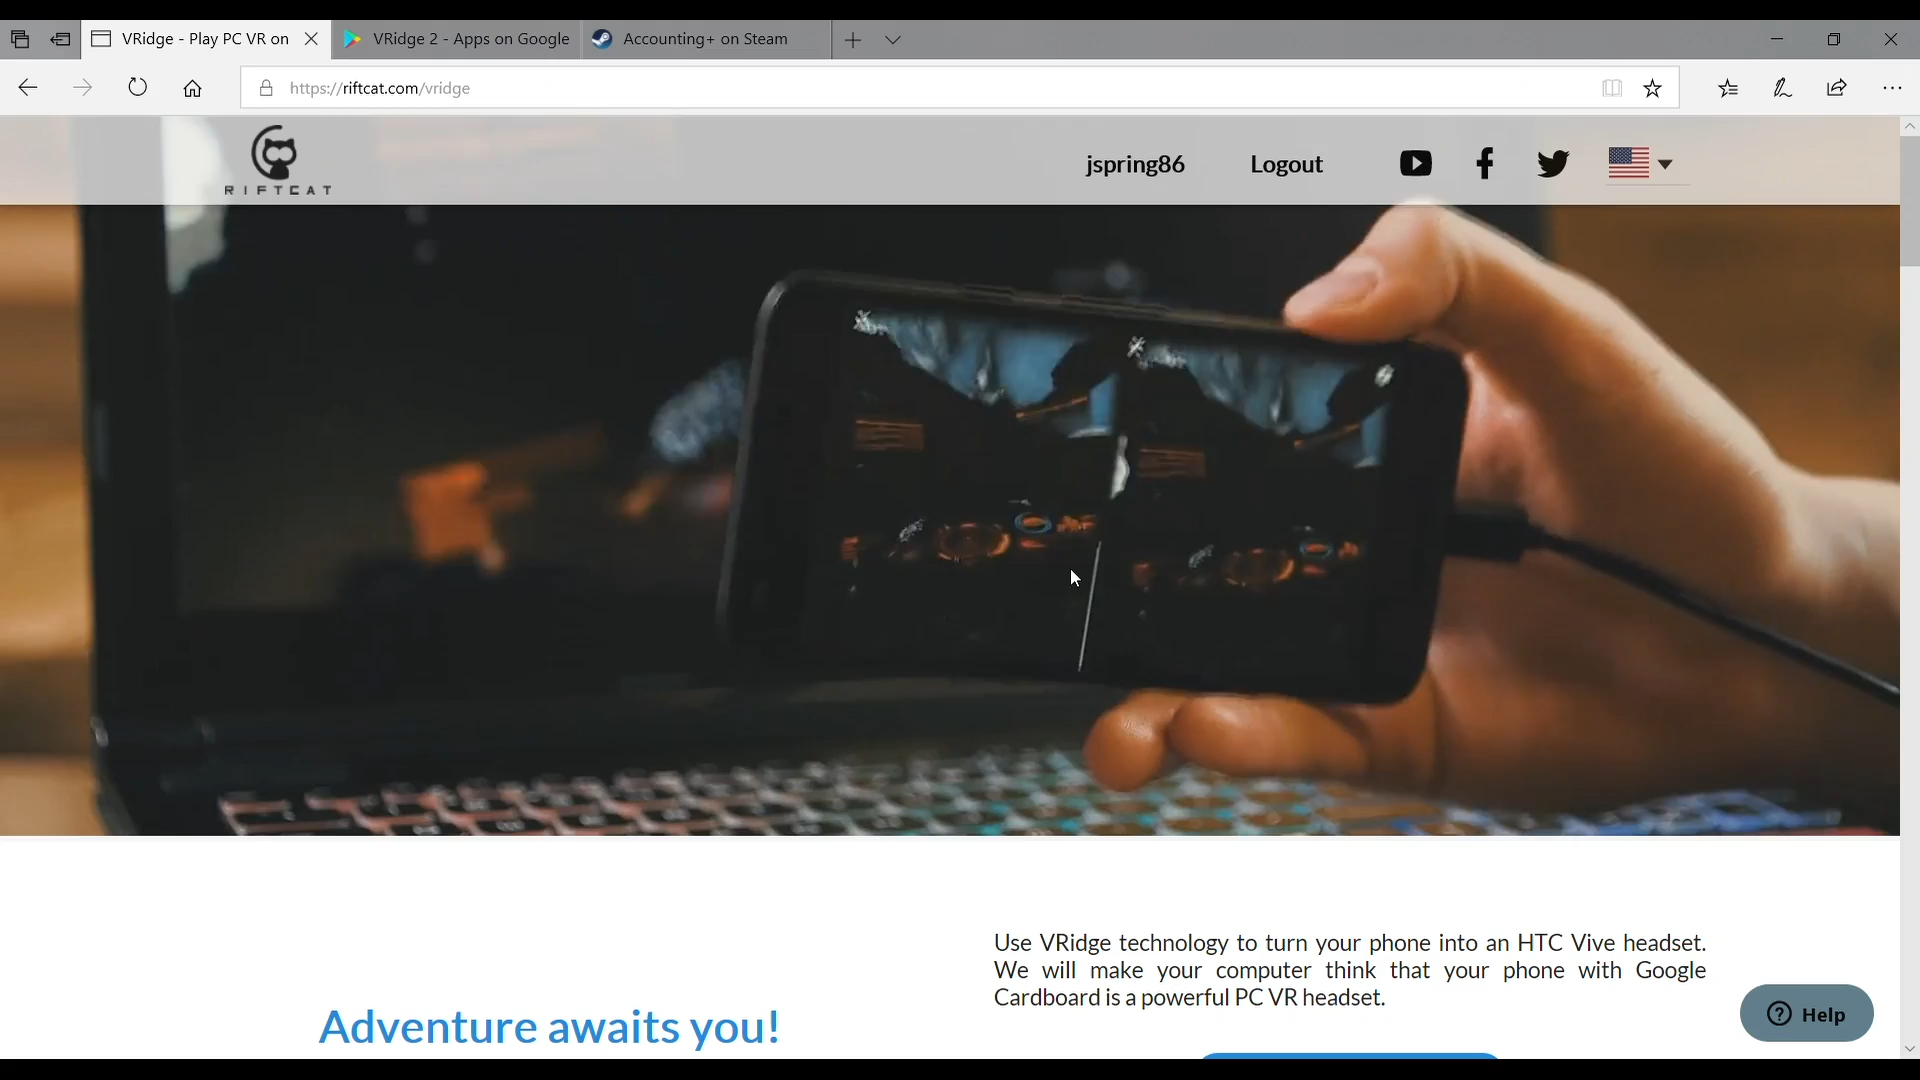 VRidge - Play PC VR on
VRidge 2 - Apps on Google
Accounting+ on Steam
https://riftcat.com/vridge
RIFTCAT
jspring86
Logout
Use VRidge technology to turn your phone into an HTC Vive headset.
We will make your computer think that your phone with Google
Cardboard is a powerful PC VR headset.
Adventure awaits you!
Help